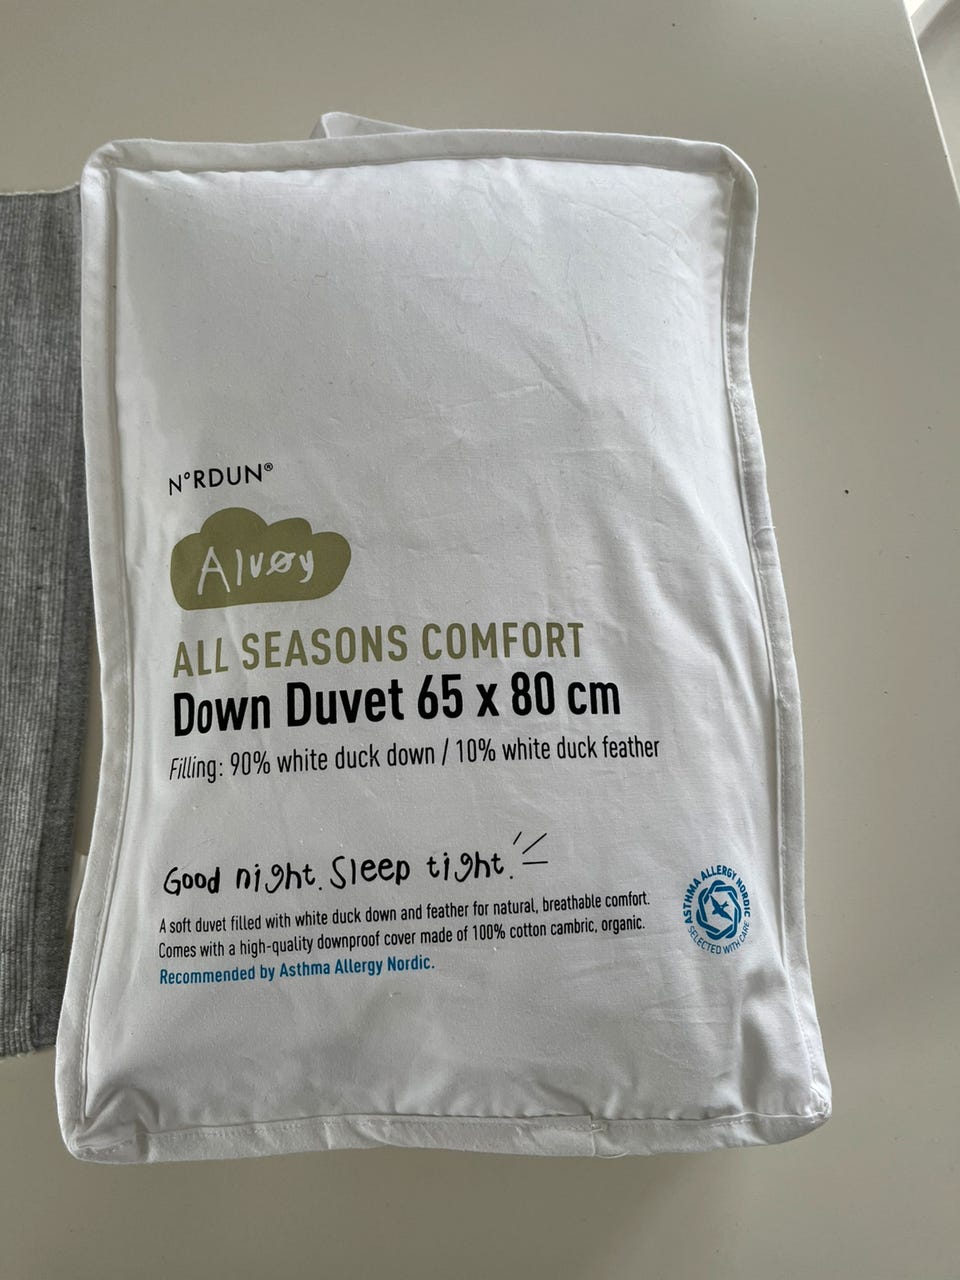 N°RDUN®
Alvøy
ALL SEASONS COMFORT
Down Duvet 65 x 80 cm
Filling: 90% white duck down / 10% white duck feather
Good night. Sleep tight.
A soft duvet filled with white duck down and feather for natural, breathable comfort.
Comes with a high-quality downproof cover made of 100% cotton cambric, organic.
Recommended by Asthma Allergy Nordic.
ASTHMA ALLERGY NORDIC
SELECTED WITH CARE